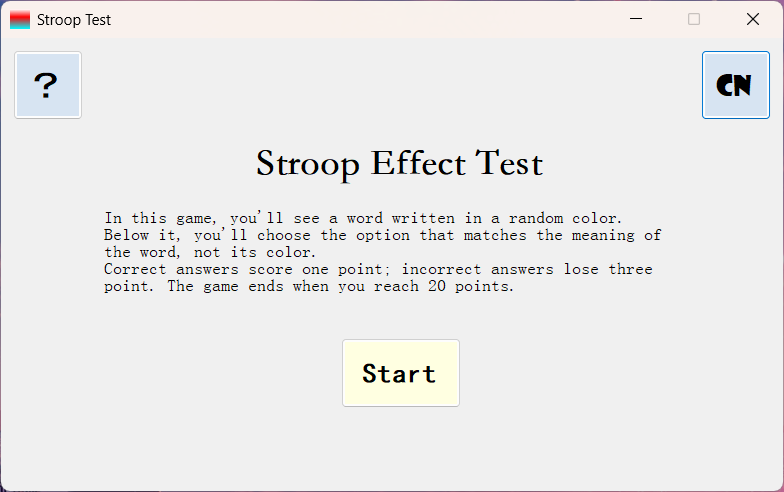 Stroop Test
?
CN
Stroop Effect Test
In this game, you'll see a word written in a random color.
Below it, you'll choose the option that matches the meaning of
the word, not its color.
Correct answers score one point; incorrect answers lose three
point. The game ends when you reach 20 points.
Start